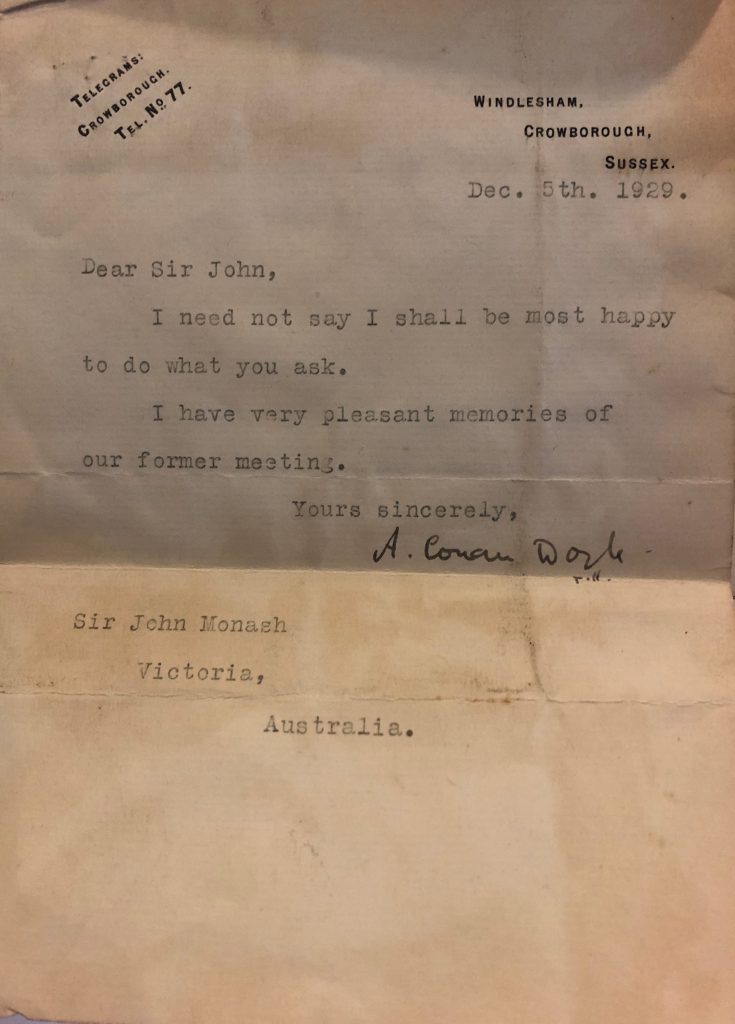 TELEGRAMS:
CROWBOROUGH.
TEL. No 77.
WINDLESHAM,
CROWBOROUGH,
SUSSEX.
Dec. 5th. 1929.
Dear Sir John,
I need not say I shall be most happy
to do what you ask.
I have very pleasant memories of
our former meeting.
Yours sincerely,
A. Conan Doyle
Sir John Monash
Victoria,
Australia.